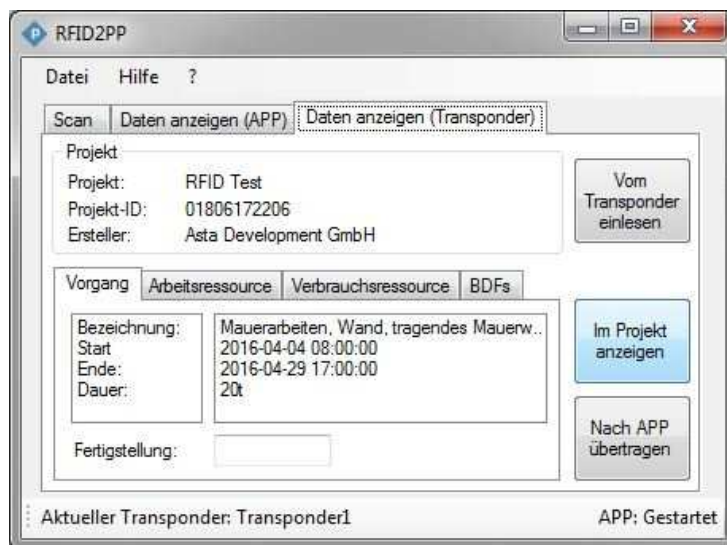 RFID2PP
Datei Hilfe ?
Scan Daten anzeigen (APP) Daten anzeigen (Transponder)
Projekt
Projekt: RFID Test
Projekt-ID: 01806172206
Ersteller: Asta Development GmbH
Vom
Transponder
einlesen
Vorgang Arbeitsressource Verbrauchsressource BDFs
Bezeichnung: Mauerarbeiten, Wand, tragendes Mauerw..
Start 2016-04-04 08:00:00
Ende: 2016-04-29 17:00:00
Dauer: 20t
Fertigstellung:
Im Projekt
anzeigen
Nach APP
übertragen
Aktueller Transponder: Transponder1 APP: Gestartet